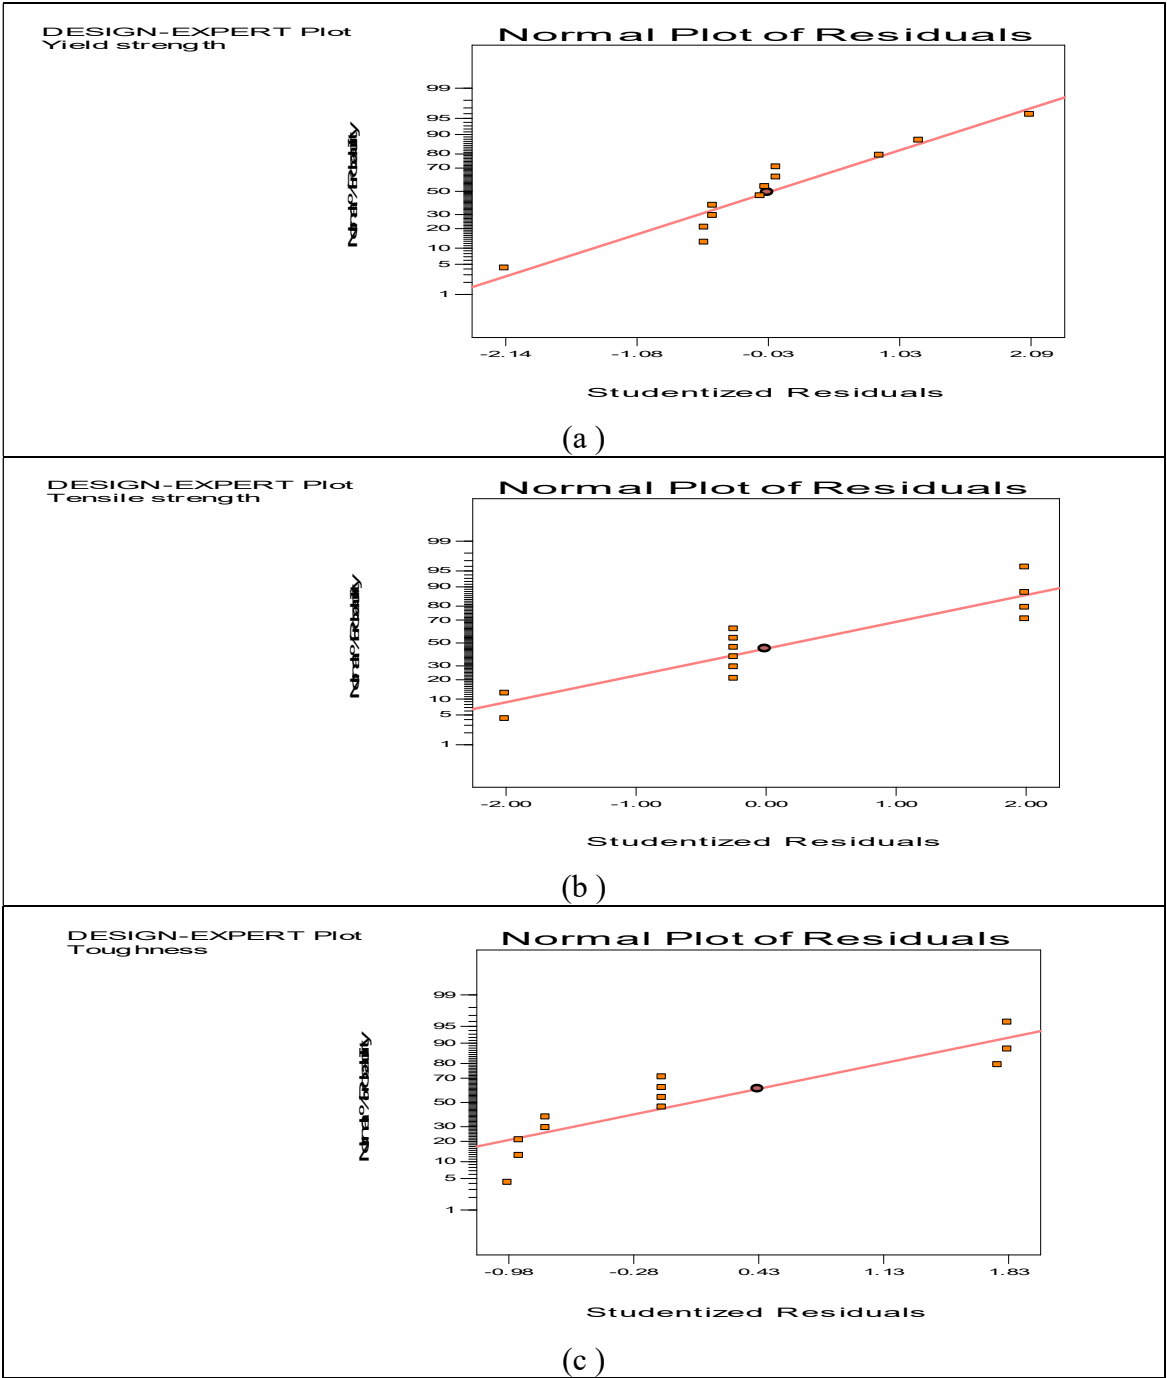 DESIGN-EXPERT Plot
Yield strength
Normal Plot of Residuals
99
95
90
80
70
50
30
20
10
5
1
-2.14 -1.08 -0.03 1.03 2.09
Studentized Residuals
(a )
DESIGN-EXPERT Plot
Tensile strength
Normal Plot of Residuals
99
95
90
80
70
50
30
20
10
5
1
-2.00 -1.00 0.00 1.00 2.00
Studentized Residuals
(b )
DESIGN-EXPERT Plot
Toughness
Normal Plot of Residuals
99
95
90
80
70
50
30
20
10
5
1
-0.98 -0.28 0.43 1.13 1.83
Studentized Residuals
(c )